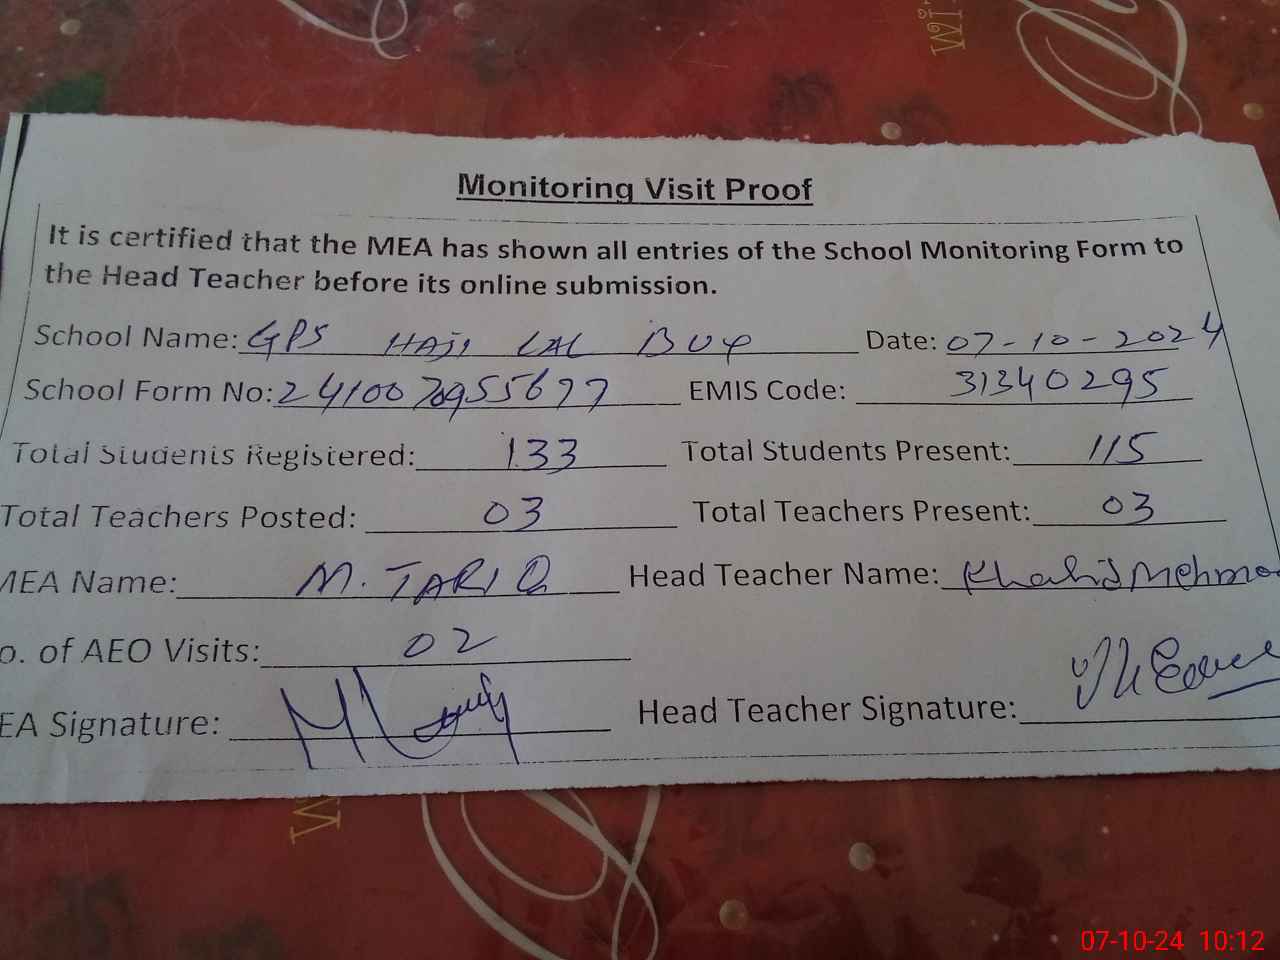 Monitoring Visit Proof
It is certified that the MEA has shown all entries of the School Monitoring Form to
the Head Teacher before its online submission.
School Name: GPS HAJI LAL BUX Date: 07-10-2024
School Form No: 2410070955677 EMIS Code: 31340295
Total Students Registered: 133 Total Students Present: 115
Total Teachers Posted: 03 Total Teachers Present: 03
MEA Name: M. TARIQ Head Teacher Name: Khalid Mehmo
o. of AEO Visits: 02
EA Signature: Head Teacher Signature:
07-10-24 10:12